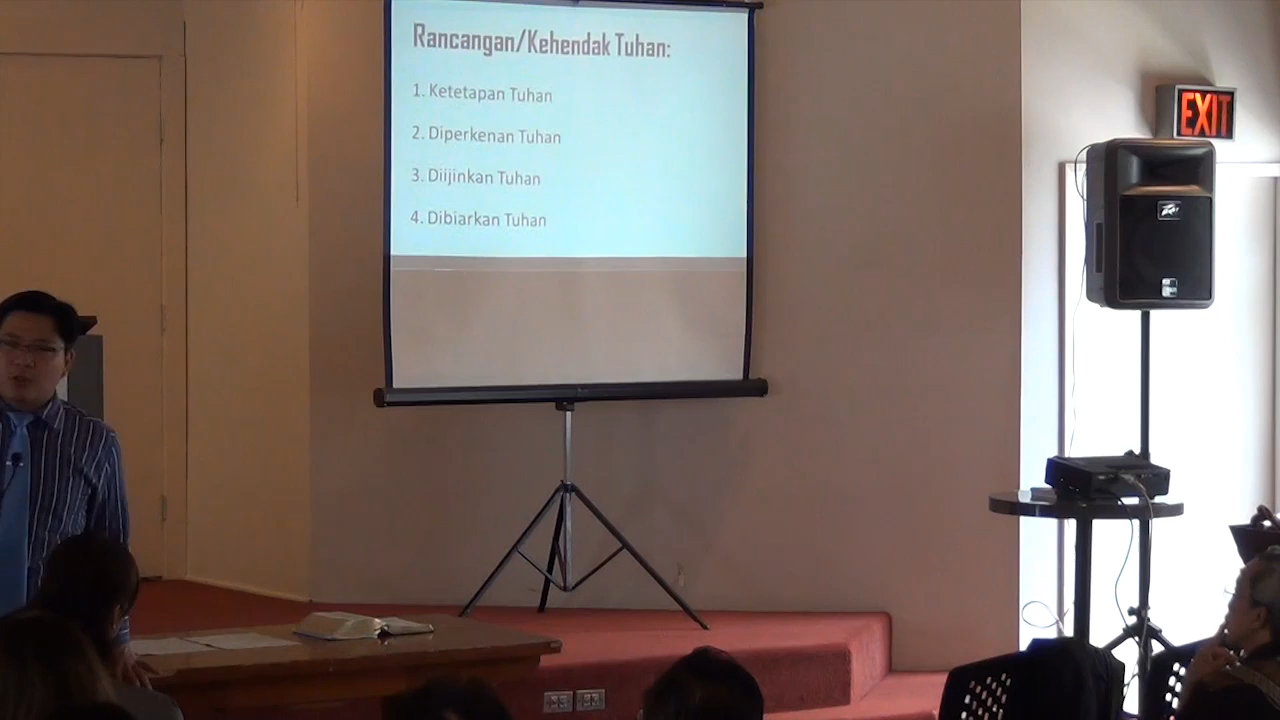 Rancangan/Kehendak Tuhan:
1. Ketetapan Tuhan
2. Diperkenan Tuhan
3. Diijinkan Tuhan
4. Dibiarkan Tuhan
EXIT